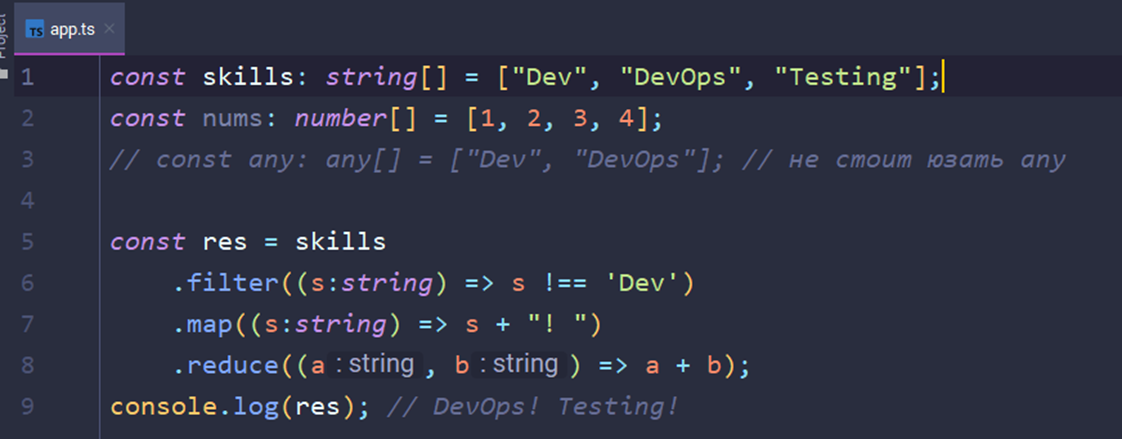 Project
TS app.ts ×
1 const skills: string[] = ["Dev", "DevOps", "Testing"];
2 const nums: number[] = [1, 2, 3, 4];
3 // const any: any[] = ["Dev", "DevOps"]; // не стоит юзать any
4
5 const res = skills
6 .filter((s:string) => s !== 'Dev')
7 .map((s:string) => s + "! ")
8 .reduce((a : string , b : string ) => a + b);
9 console.log(res); // DevOps! Testing!